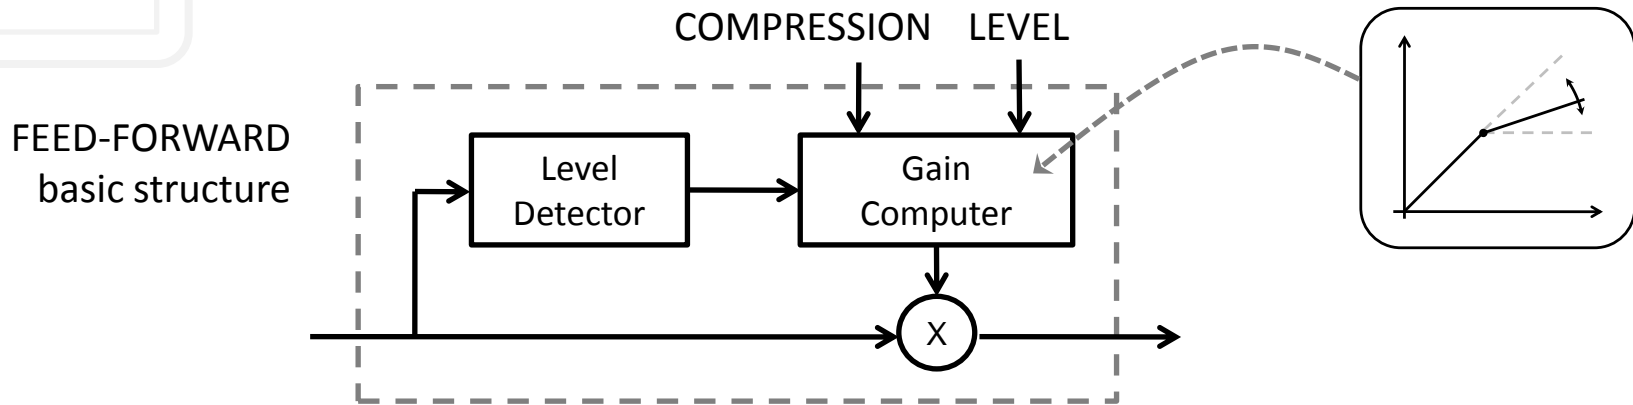 COMPRESSION LEVEL
FEED-FORWARD
basic structure
Level
Detector
Gain
Computer
X